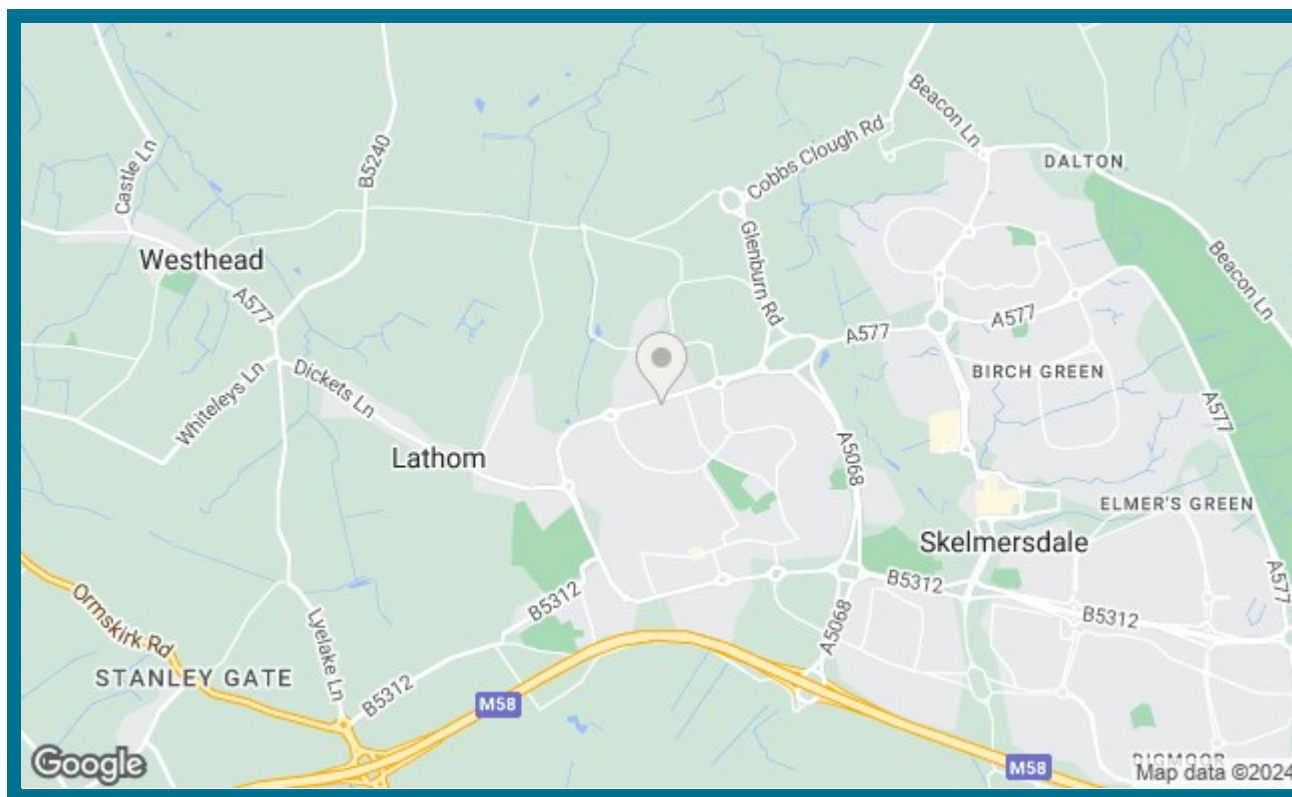 Beacon Ln
Cobbs Clough Rd
DALTON
Castle Ln
B5240
Westhead
Glenburn Rd
Beacon Ln
A577
A577
A577
Whiteleys Ln
Dickets Ln
BIRCH GREEN
A577
Lathom
A5068
ELMER'S GREEN
Skelmersdale
B5312
B5312
A577
B5312
Ormskirk Rd
Lyelake Ln
A5068
STANLEY GATE
B5312
M58
M58
DIGMOOR
Google
Map data ©2024